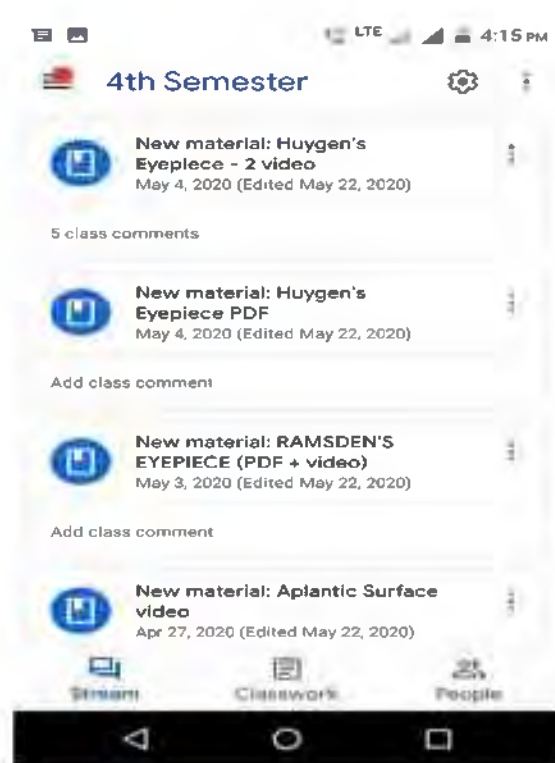 LTE 4:15 PM
4th Semester
New material: Huygen's
Eyepiece - 2 video
May 4, 2020 (Edited May 22, 2020)
5 class comments
New material: Huygen's
Eyepiece PDF
May 4, 2020 (Edited May 22, 2020)
Add class comment
New material: RAMSDEN'S
EYEPIECE (PDF + video)
May 3, 2020 (Edited May 22, 2020)
Add class comment
New material: Aplantic Surface
video
Apr 27, 2020 (Edited May 22, 2020)
Stream Classwork People